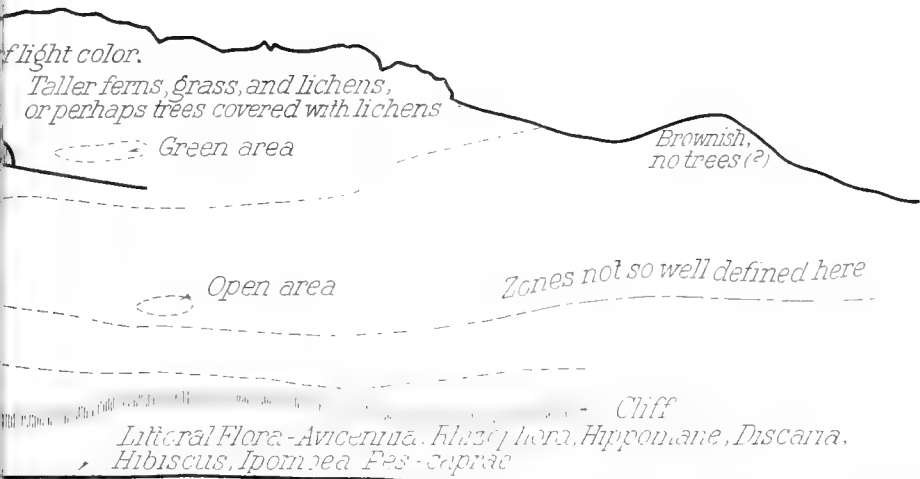 f light color.
Taller ferns, grass, and lichens,
or perhaps trees covered with lichens
Green area
Brownish,
no trees (?)
Open area
Zones not so well defined here
Cliff
Littoral Flora - Avicennia, Rhizophora, Hippomane, Discaria,
Hibiscus, Ipomoea Pes-caprae